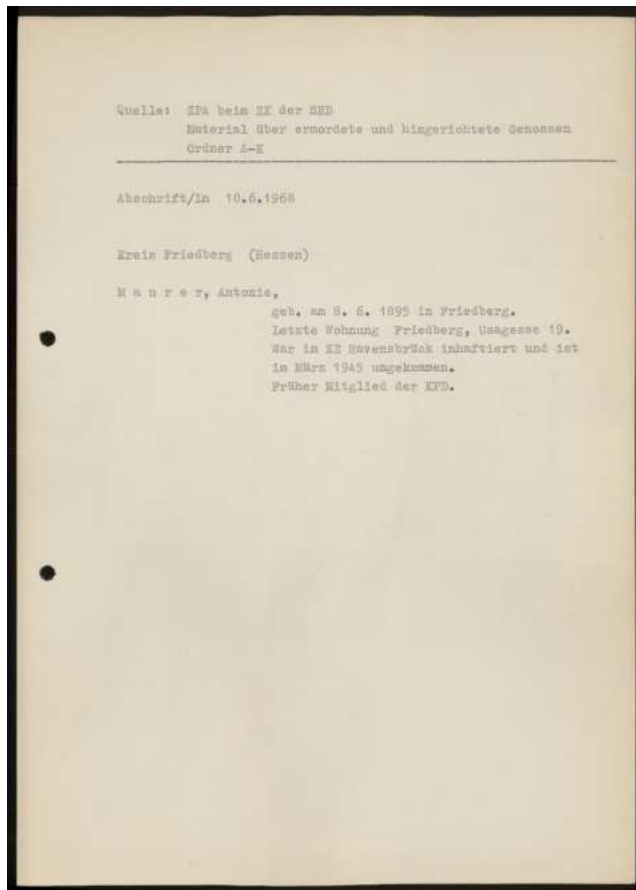 Quelle: ZPA beim ZK der SED
Material über ermordete und hingerichtete Genossen
Ordner A-K
Abschrift/In 10.6.1968
Kreis Friedberg (Hessen)
M a u r e r, Antonie,
geb. am 8. 6. 1895 in Friedberg.
Letzte Wohnung Friedberg, Usagasse 19.
War im KZ Ravensbrück inhaftiert und ist
im März 1945 umgekommen.
Früher Mitglied der KPD.